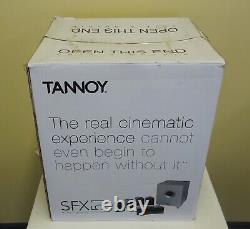 OPEN THIS END
OPEN THIS END
TANNOY
The real cinematic
experience cannot
even begin to
happen without it"
SFX
ebay